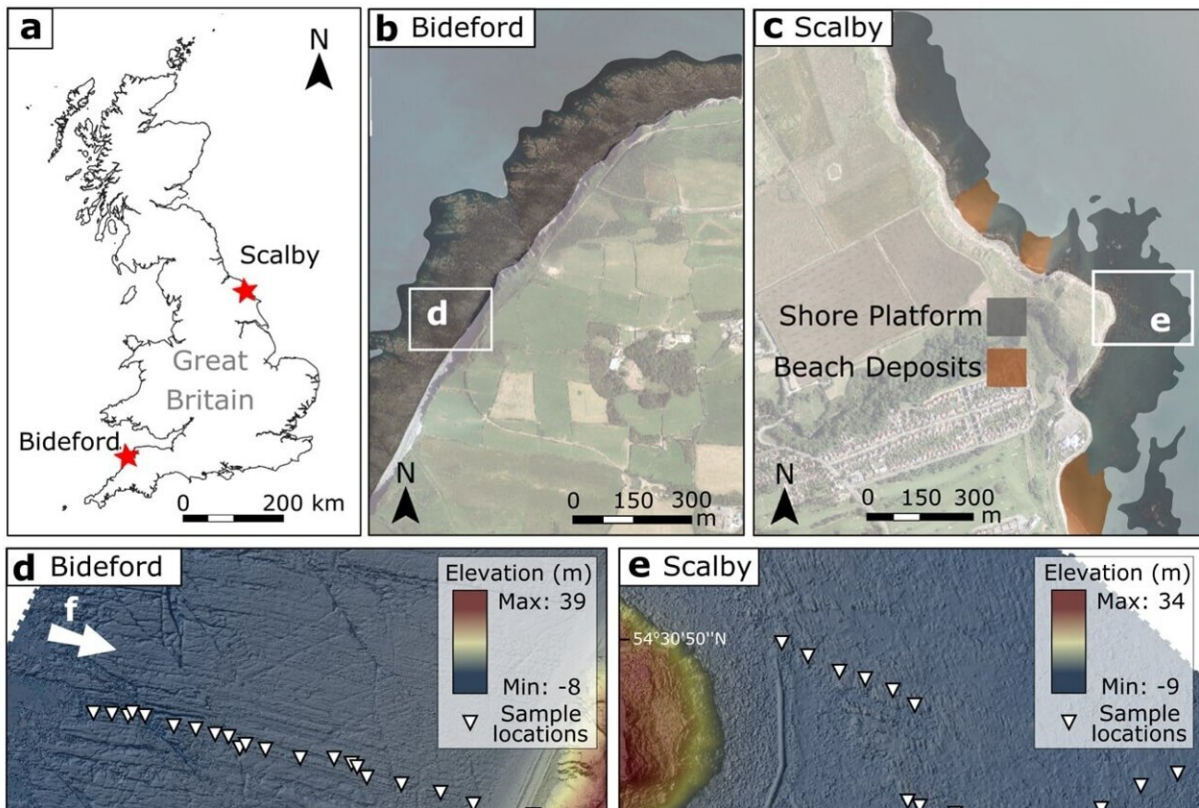 a
N
Scalby
Great
Britain
Bideford
0 200 km
b Bideford
d
N
0 150 300
m
c Scalby
e
Shore Platform
Beach Deposits
N
0 150 300
m
d Bideford
f
Elevation (m)
Max: 39
Min: -8
Sample
locations
e Scalby
54°30'50''N
Elevation (m)
Max: 34
Min: -9
Sample
locations